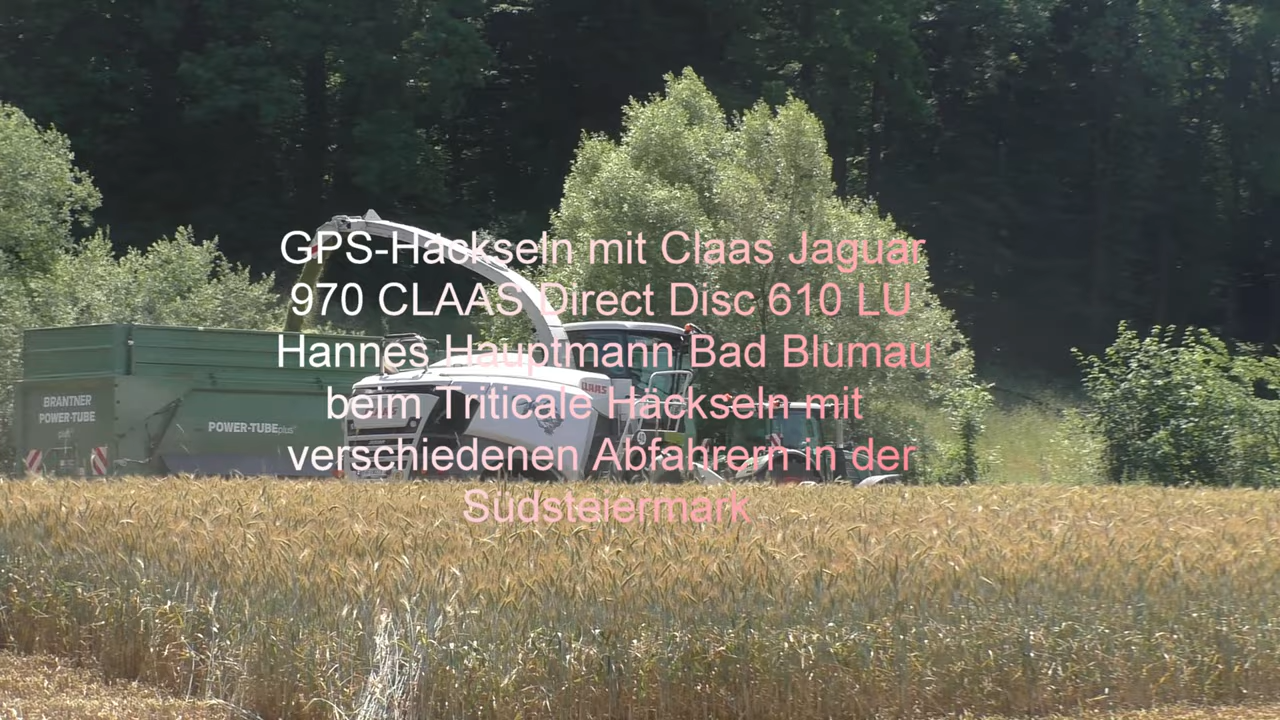 GPS-Häckseln mit Claas Jaguar
970 CLAAS Direct Disc 610 LU
Hannes Hauptmann Bad Blumau
beim Triticale Häckseln mit
verschiedenen Abfahrern in der
Südsteiermark
BRANTNER
POWER-TUBE
plus
POWER-TUBEplus
CLAAS